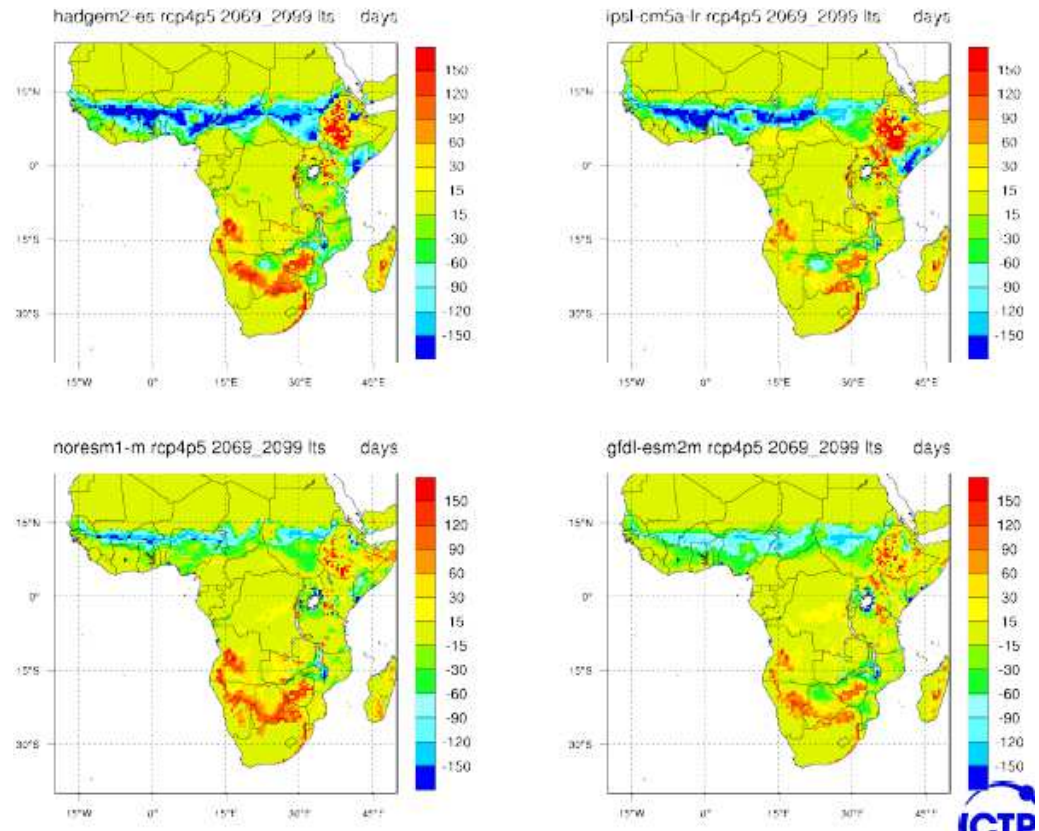 hadgem2-es rcp4p5 2069_2099 lts days
150
120
90
60
30
15
15
-30
-60
-90
-120
-150
15°N
0°
15°S
30°S
15°W 0° 15°E 30°E 45°E
ipsl-cm5a-lr rcp4p5 2069_2099 lts days
150
120
90
60
30
15
15
-30
-60
-90
-120
-150
15°N
0°
15°S
30°S
15°W 0° 15°E 30°E 45°E
noresm1-m rcp4p5 2069_2099 lts days
150
120
90
60
30
15
15
-30
-60
-90
-120
-150
15°N
0°
15°S
30°S
15°W 0° 15°E 30°E 45°E
gfdl-esm2m rcp4p5 2069_2099 lts days
150
120
90
60
30
15
15
-30
-60
-90
-120
-150
15°N
0°
15°S
30°S
15°W 0° 15°E 30°E 45°E
ICTP